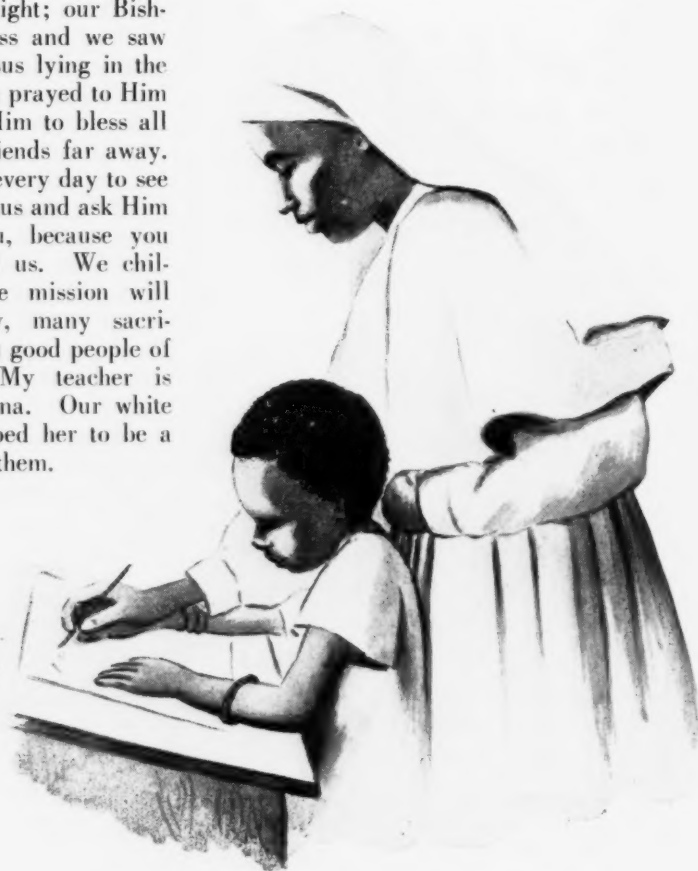 ight; our Bish-
ss and we saw
sus lying in the
prayed to Him
Him to bless all
iends far away.
every day to see
us and ask Him
u, because you
us. We chil-
e mission will
y, many sacri-
good people of
My teacher is
na. Our white
ped her to be a
them.